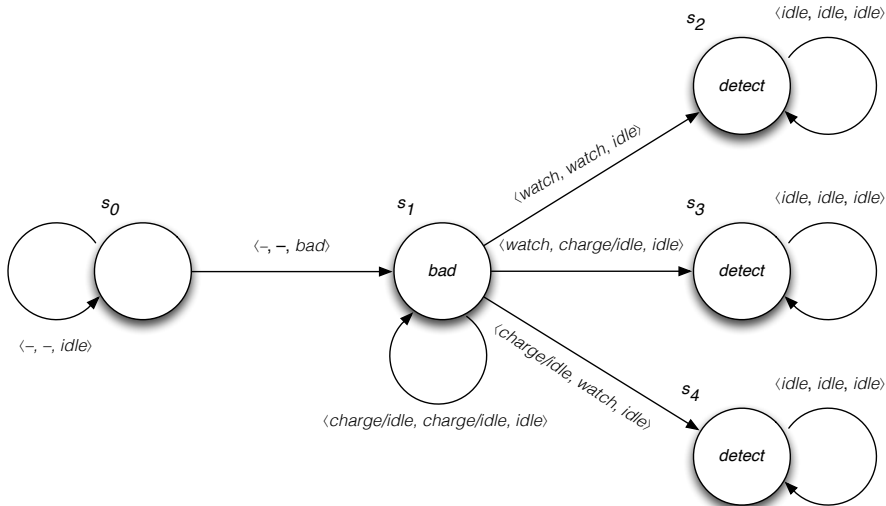 s2
⟨idle, idle, idle⟩
detect
⟨watch, watch, idle⟩
s0
s1
s3
⟨idle, idle, idle⟩
⟨-, -, bad⟩
⟨watch, charge/idle, idle⟩
bad
detect
⟨-, -, idle⟩
⟨charge/idle, watch, idle⟩
s4
⟨idle, idle, idle⟩
⟨charge/idle, charge/idle, idle⟩
detect